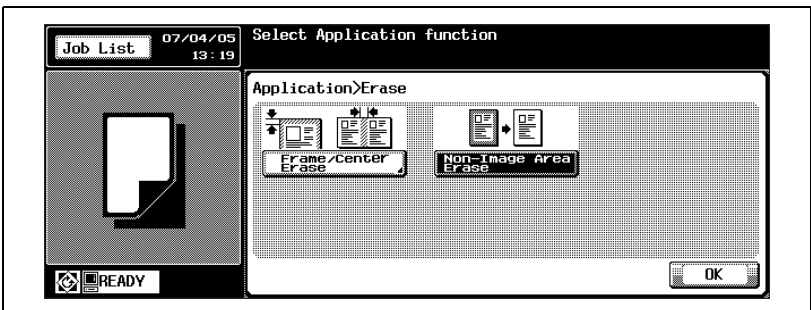 Job List
07/04/05
13:19
Select Application function
Application>Erase
Frame/Center
Erase
Non-Image Area
Erase
OK
READY